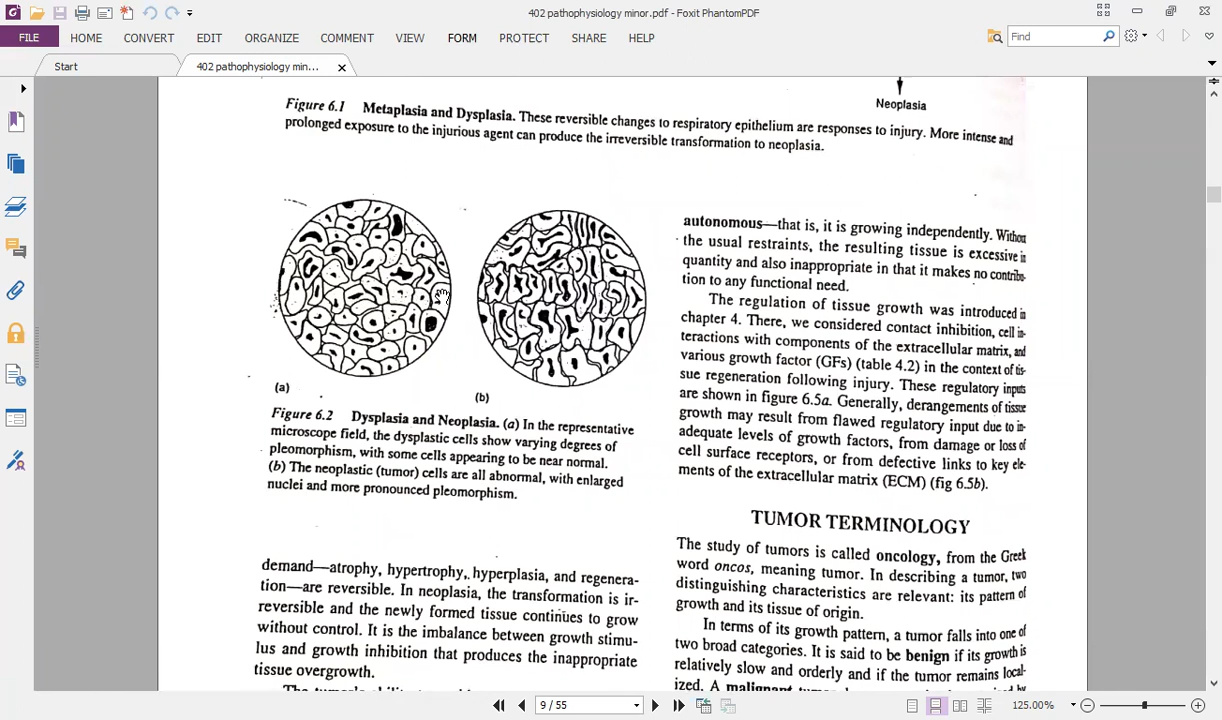 402 pathophysiology minor.pdf - Foxit PhantomPDF
FILE HOME CONVERT EDIT ORGANIZE COMMENT VIEW FORM PROTECT SHARE HELP
Find
Start
402 pathophysiology min...
Neoplasia
Figure 6.1 Metaplasia and Dysplasia. These reversible changes to respiratory epithelium are responses to injury. More intense and
prolonged exposure to the injurious agent can produce the irreversible transformation to neoplasia.
(a)
(b)
Figure 6.2 Dysplasia and Neoplasia. (a) In the representative
microscope field, the dysplastic cells show varying degrees of
pleomorphism, with some cells appearing to be near normal.
(b) The neoplastic (tumor) cells are all abnormal, with enlarged
nuclei and more pronounced pleomorphism.
demand—atrophy, hypertrophy, hyperplasia, and regenera-
tion—are reversible. In neoplasia, the transformation is ir-
reversible and the newly formed tissue continues to grow
without control. It is the imbalance between growth stimu-
lus and growth inhibition that produces the inappropriate
tissue overgrowth.
autonomous—that is, it is growing independently. Without
the usual restraints, the resulting tissue is excessive in
quantity and also inappropriate in that it makes no contribu-
tion to any functional need.
The regulation of tissue growth was introduced in
chapter 4. There, we considered contact inhibition, cell in-
teractions with components of the extracellular matrix, and
various growth factor (GFs) (table 4.2) in the context of tis-
sue regeneration following injury. These regulatory inputs
are shown in figure 6.5a. Generally, derangements of tissue
growth may result from flawed regulatory input due to in-
adequate levels of growth factors, from damage or loss of
cell surface receptors, or from defective links to key ele-
ments of the extracellular matrix (ECM) (fig 6.5b).
TUMOR TERMINOLOGY
The study of tumors is called oncology, from the Greek
word oncos, meaning tumor. In describing a tumor, two
distinguishing characteristics are relevant: its pattern of
growth and its tissue of origin.
In terms of its growth pattern, a tumor falls into one of
two broad categories. It is said to be benign if its growth is
relatively slow and orderly and if the tumor remains local-
ized. A malignant
9 / 55
125.00%